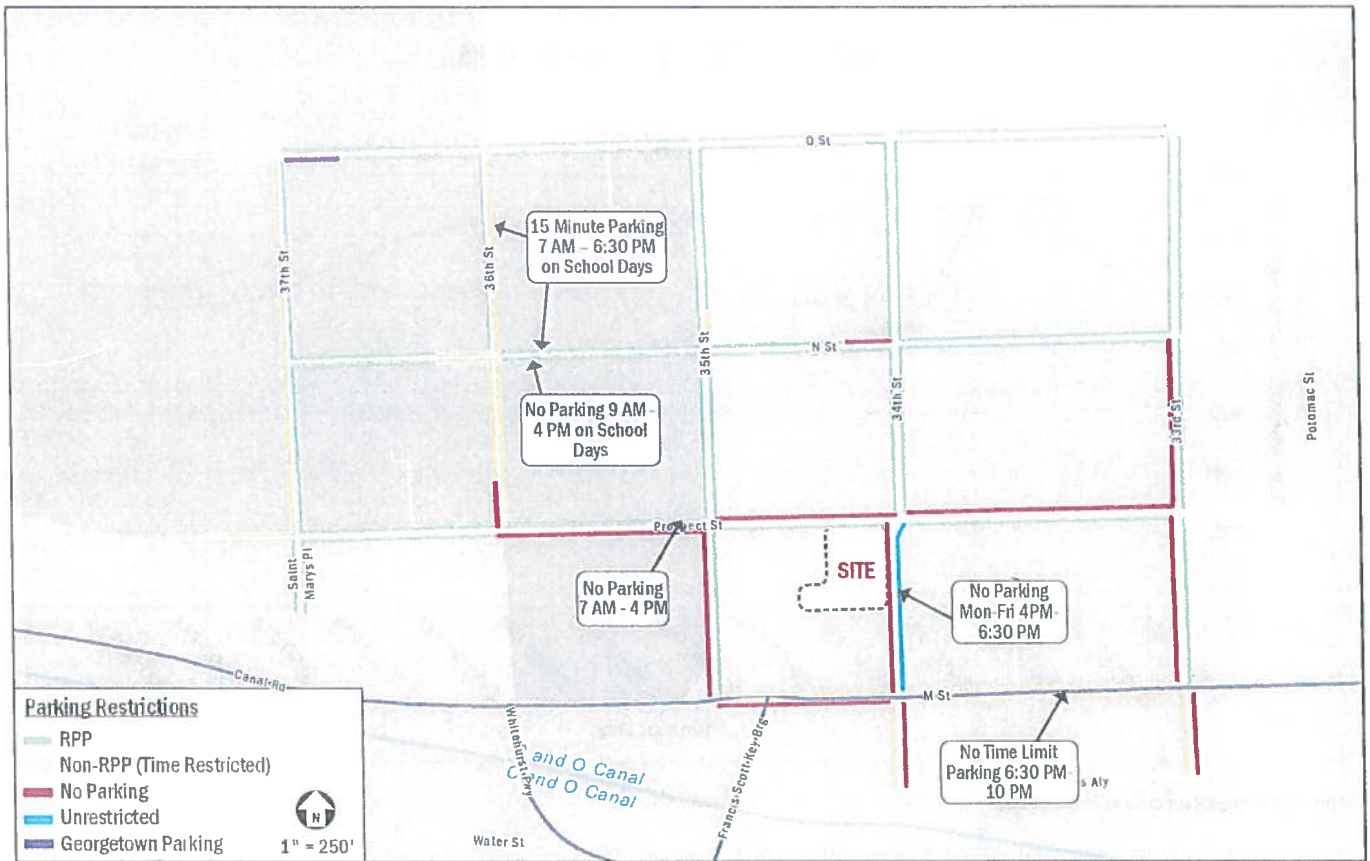 O St
37th St
36th St
15 Minute Parking
7 AM - 6:30 PM
on School Days
35th St
N St
34th St
33rd St
Potomac St
No Parking 9 AM -
4 PM on School
Days
Prospect St
SITE
Saint
Marys Pl
No Parking
7 AM - 4 PM
No Parking
Mon-Fri 4PM-
6:30 PM
Canal Rd
M St
Whitehurst Fwy
C and O Canal
C and O Canal
Francis Scott Key Brg
No Time Limit
Parking 6:30 PM-
10 PM
s Aly
Water St
Parking Restrictions
RPP
Non-RPP (Time Restricted)
No Parking
Unrestricted
Georgetown Parking
N
1" = 250'